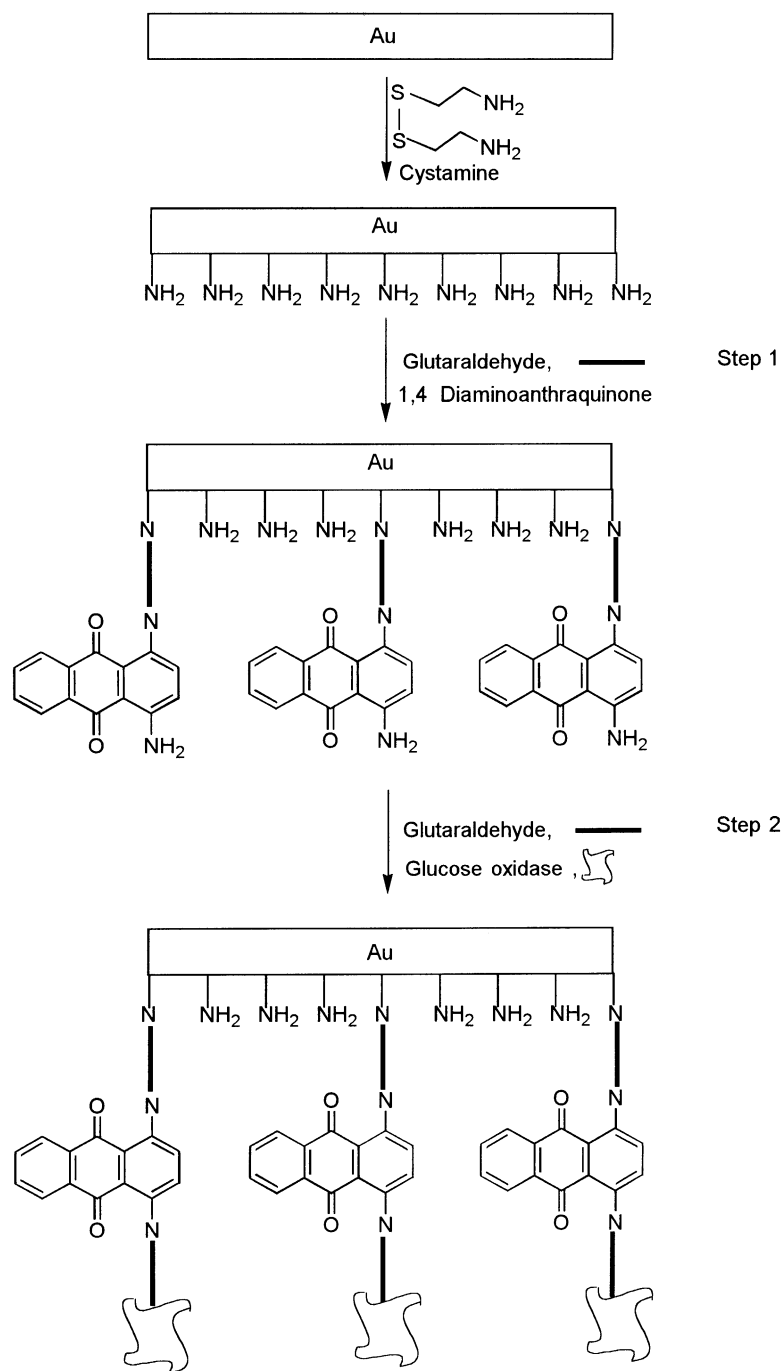 Au
S NH2
S NH2
Cystamine
Au
NH2 NH2 NH2 NH2 NH2 NH2 NH2 NH2 NH2
Glutaraldehyde, Step 1
1,4 Diaminoanthraquinone
Au
N NH2 NH2 NH2 N NH2 NH2 NH2 N
N N N
O O O
O O O
NH2 NH2 NH2
Glutaraldehyde, Step 2
Glucose oxidase ,
Au
N NH2 NH2 NH2 N NH2 NH2 NH2 N
N N N
O O O
O O O
N N N